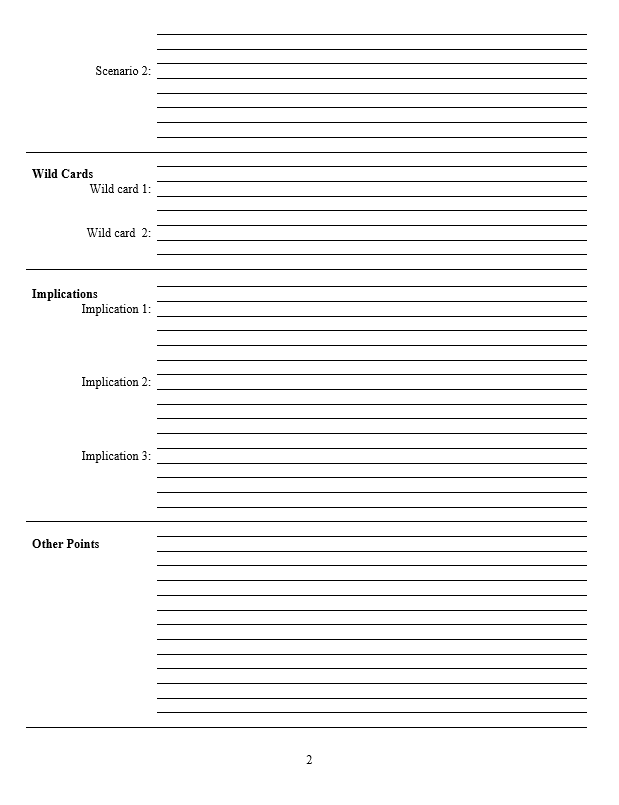 Scenario 2:
Wild Cards
Wild card 1:
Wild card  2:
Implications
Implication 1:
Implication 2:
Implication 3:
Other Points
2